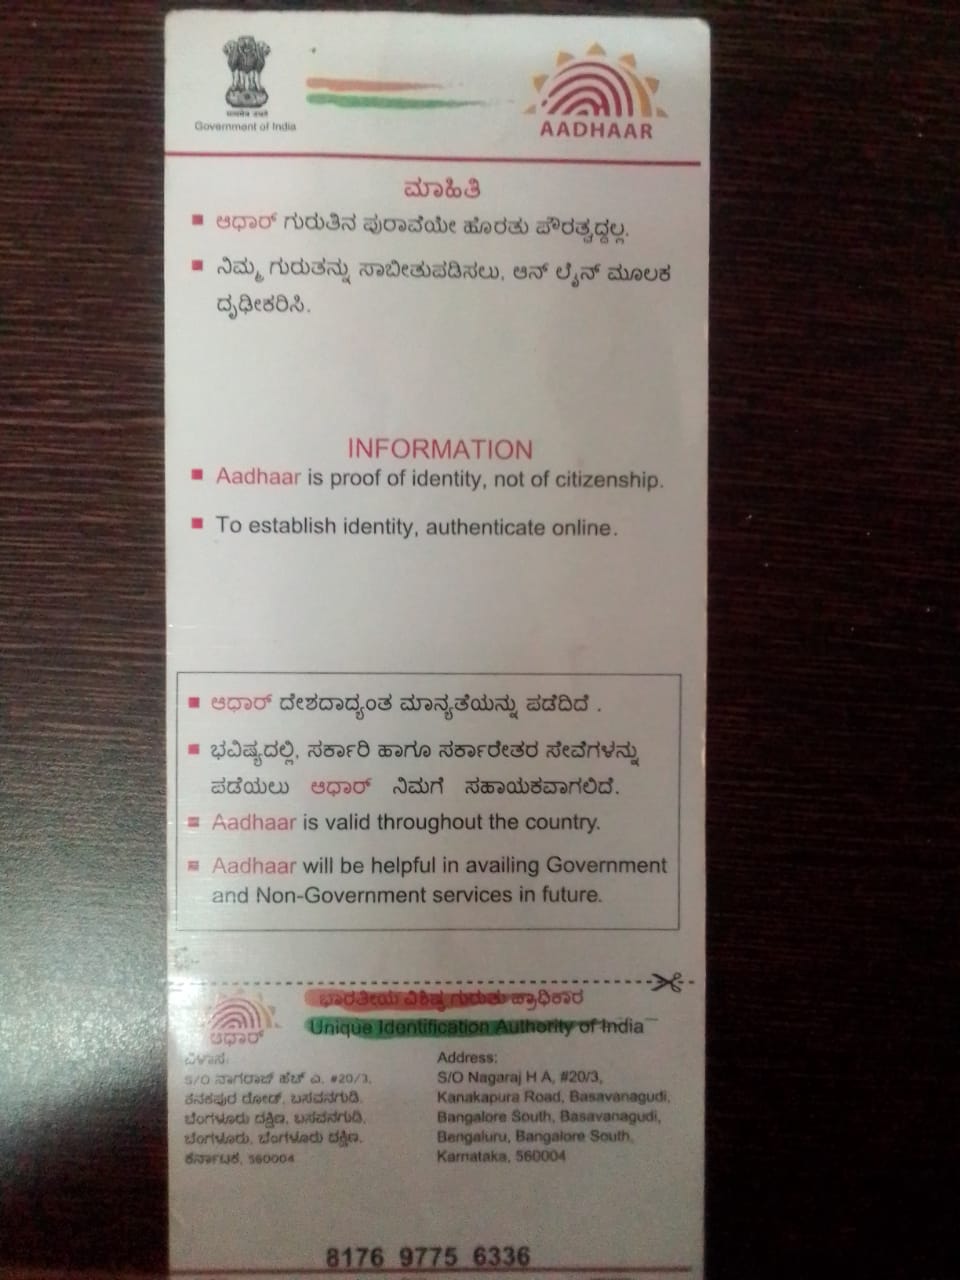 सत्यमेव जयते
Government of India
AADHAAR
ಮಾಹಿತಿ
ಆಧಾರ್ ಗುರುತಿನ ಪುರಾವೆಯೇ ಹೊರತು ಪೌರತ್ವದ್ದಲ್ಲ.
ನಿಮ್ಮ ಗುರುತನ್ನು ಸಾಬೀತುಪಡಿಸಲು, ಆನ್ ಲೈನ್ ಮೂಲಕ
ದೃಢೀಕರಿಸಿ.
INFORMATION
Aadhaar is proof of identity, not of citizenship.
To establish identity, authenticate online.
ಆಧಾರ್ ದೇಶದಾದ್ಯಂತ ಮಾನ್ಯತೆಯನ್ನು ಪಡೆದಿದೆ .
ಭವಿಷ್ಯದಲ್ಲಿ, ಸರ್ಕಾರಿ ಹಾಗೂ ಸರ್ಕಾರೇತರ ಸೇವೆಗಳನ್ನು
ಪಡೆಯಲು ಆಧಾರ್ ನಿಮಗೆ ಸಹಾಯಕವಾಗಲಿದೆ.
Aadhaar is valid throughout the country.
Aadhaar will be helpful in availing Government
and Non-Government services in future.
ಭಾರತೀಯ ವಿಶಿಷ್ಟ ಗುರುತು ಪ್ರಾಧಿಕಾರ
Unique Identification Authority of India
ಆಧಾರ್
ವಿಳಾಸ:
S/O ನಾಗರಾಜ್ ಹೆಚ್ ಎ, #20/3,
ಕನಕಪುರ ರೋಡ್, ಬಸವನಗುಡಿ,
ಬೆಂಗಳೂರು ದಕ್ಷಿಣ, ಬಸವನಗುಡಿ,
ಬೆಂಗಳೂರು, ಬೆಂಗಳೂರು ದಕ್ಷಿಣ,
ಕರ್ನಾಟಕ, 560004
Address:
S/O Nagaraj H A, #20/3,
Kanakapura Road, Basavanagudi,
Bangalore South, Basavanagudi,
Bengaluru, Bangalore South,
Karnataka, 560004
8176 9775 6336